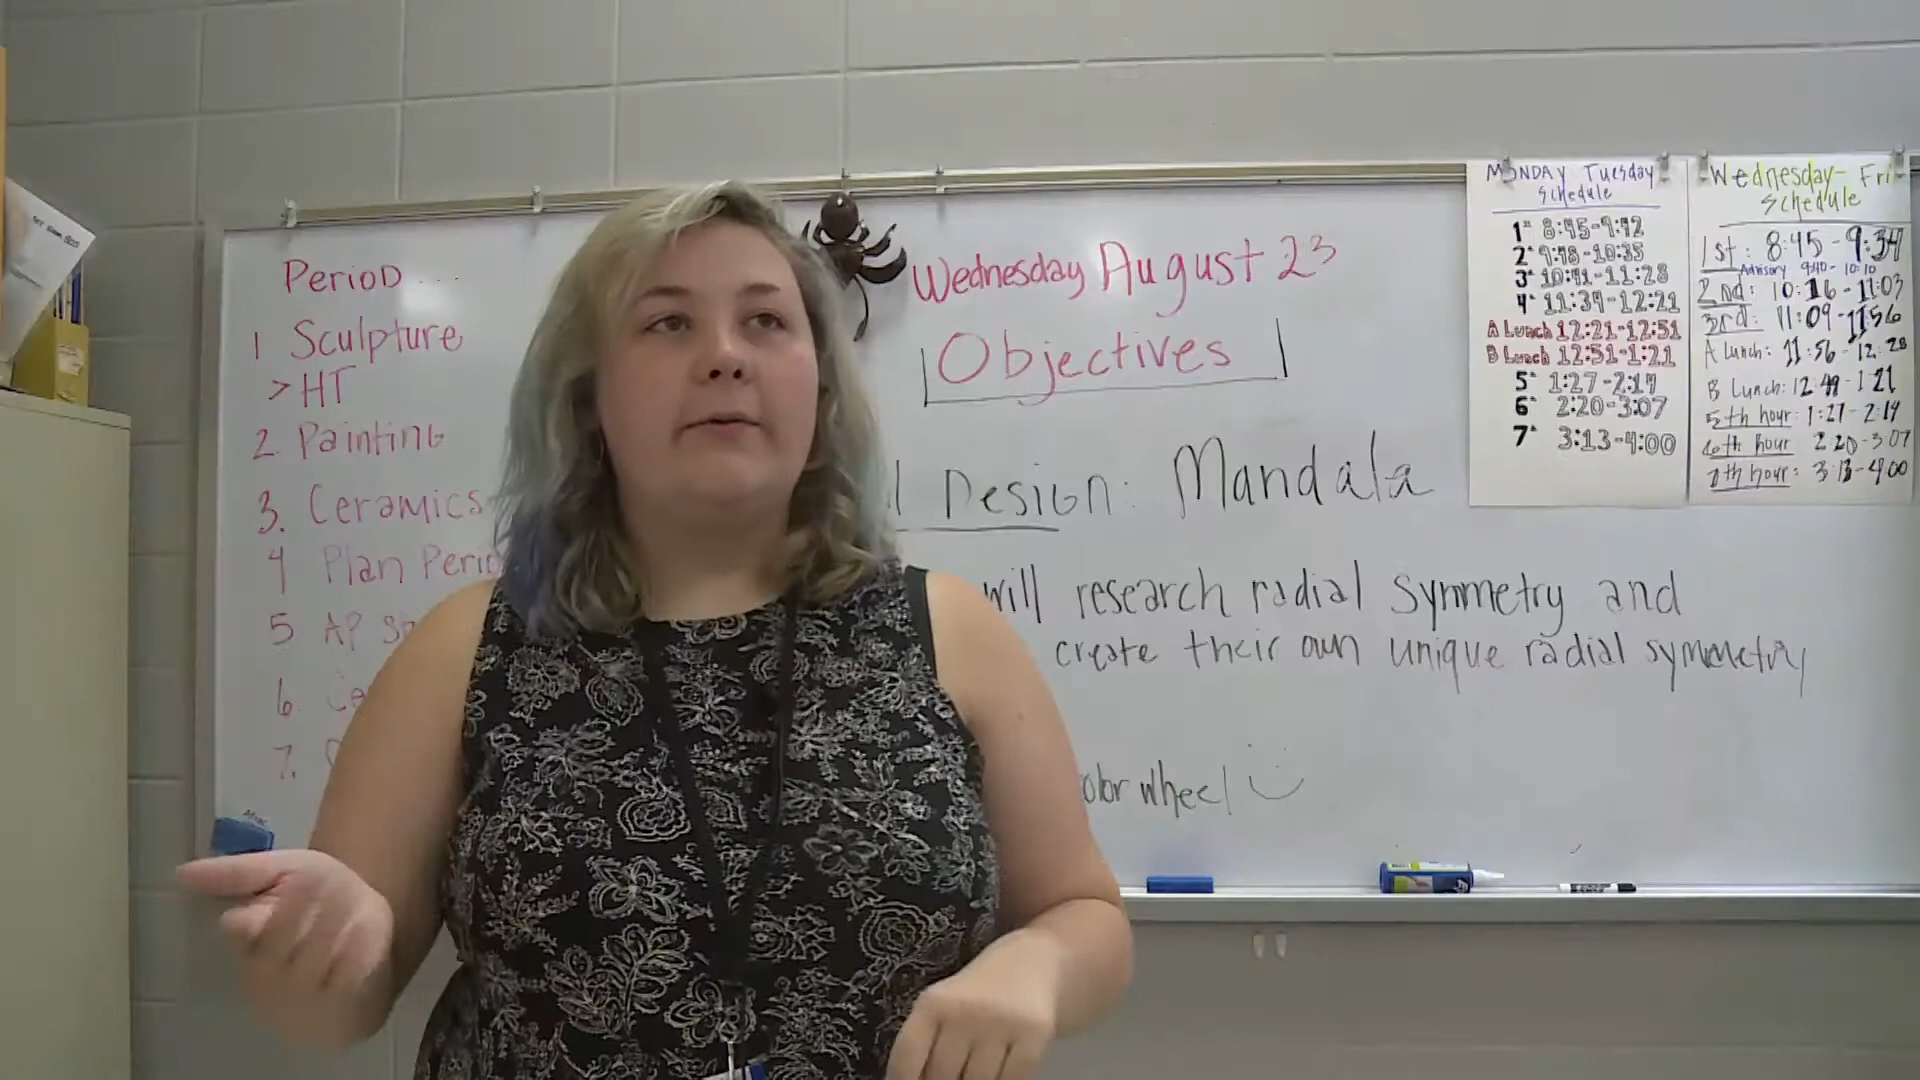 Period
1 Sculpture
> HT
2. Painting
3. Ceramics
4 Plan
5 AP
6.
7.
Wednesday August 23
Objectives
Design: Mandala
will research radial symmetry and
create their own unique radial symmetry
wheel
MONDAY Tuesday
Schedule
1st 8:45-9:42
2nd 9:48-10:35
3rd 10:41-11:28
4th 11:34-12:21
A Lunch 12:21-12:51
B Lunch 12:51-1:21
5th 1:27-2:14
6th 2:20-3:07
7th 3:13-4:00
Wednesday- Fri
Schedule
1st: 8:45 - 9:34
Advisory 9:40- 10:10
2nd: 10:16-11:03
3rd: 11:09-11:56
A Lunch: 11:56 - 12:28
B Lunch: 12:49-1:21
5th hour: 1:27-2:14
6th hour 2:20-3:07
7th hour: 3:13-4:00